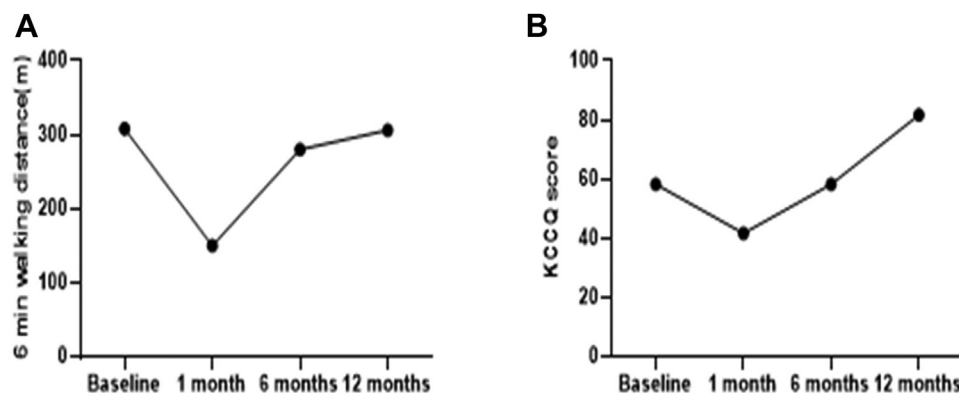 A
6 min walking distance(m)
400
300
200
100
0
Baseline 1 month 6 months 12 months
B
KCCQ score
100
80
60
40
20
0
Baseline 1 month 6 months 12 months